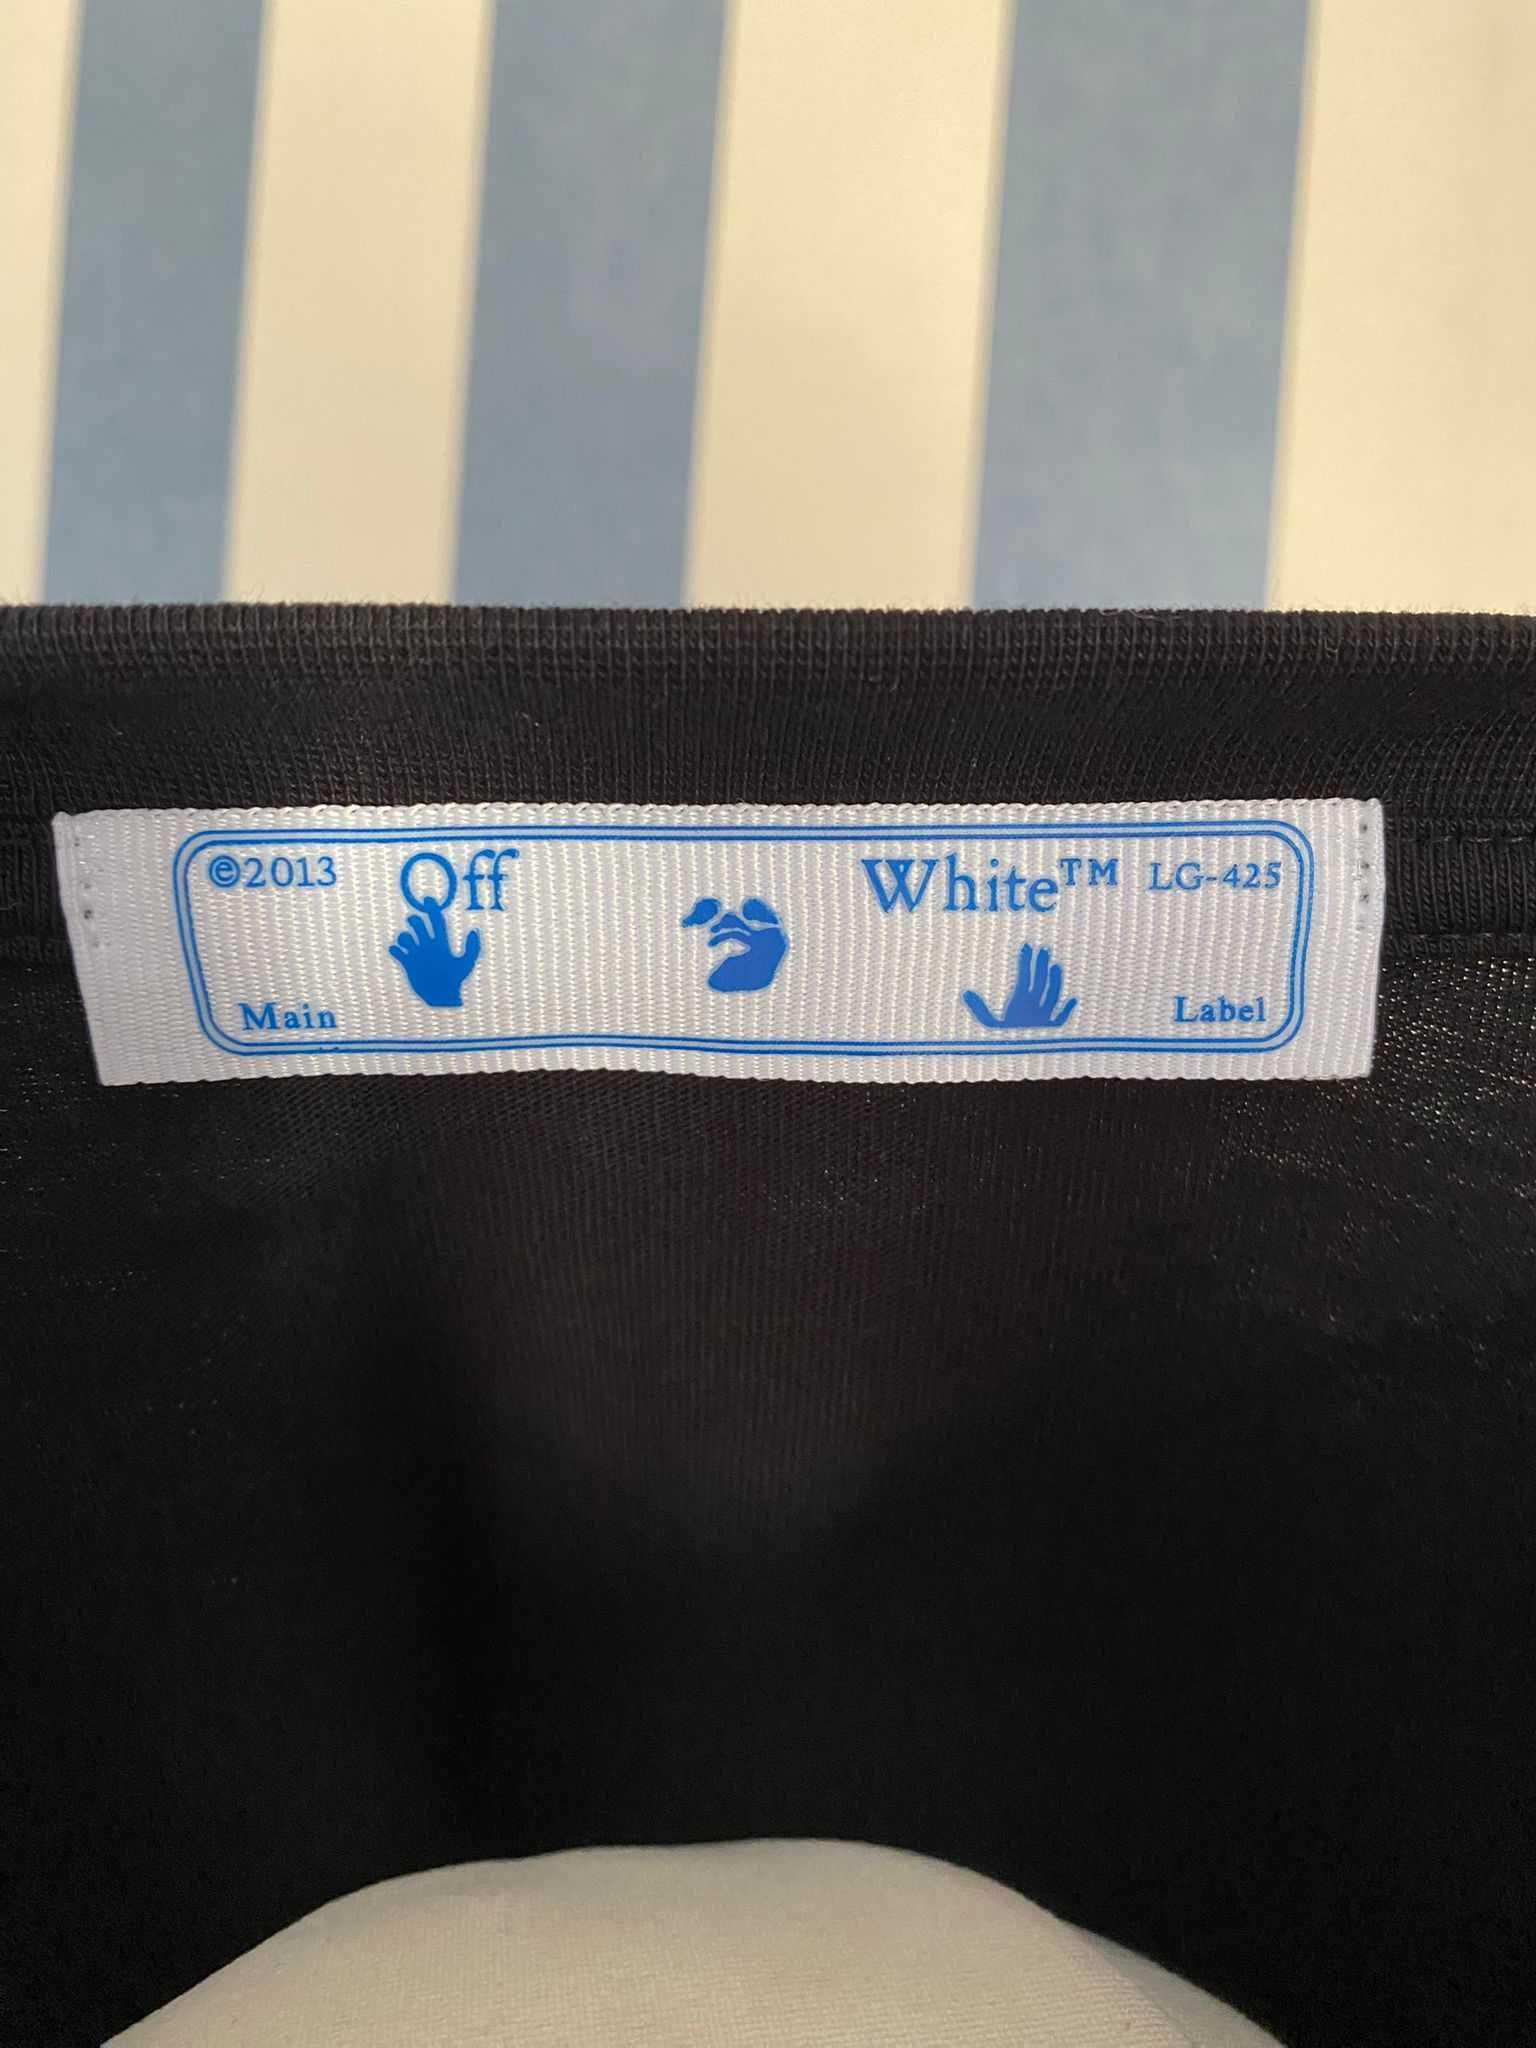 ©2013 Off White™ LG-425
Main Label